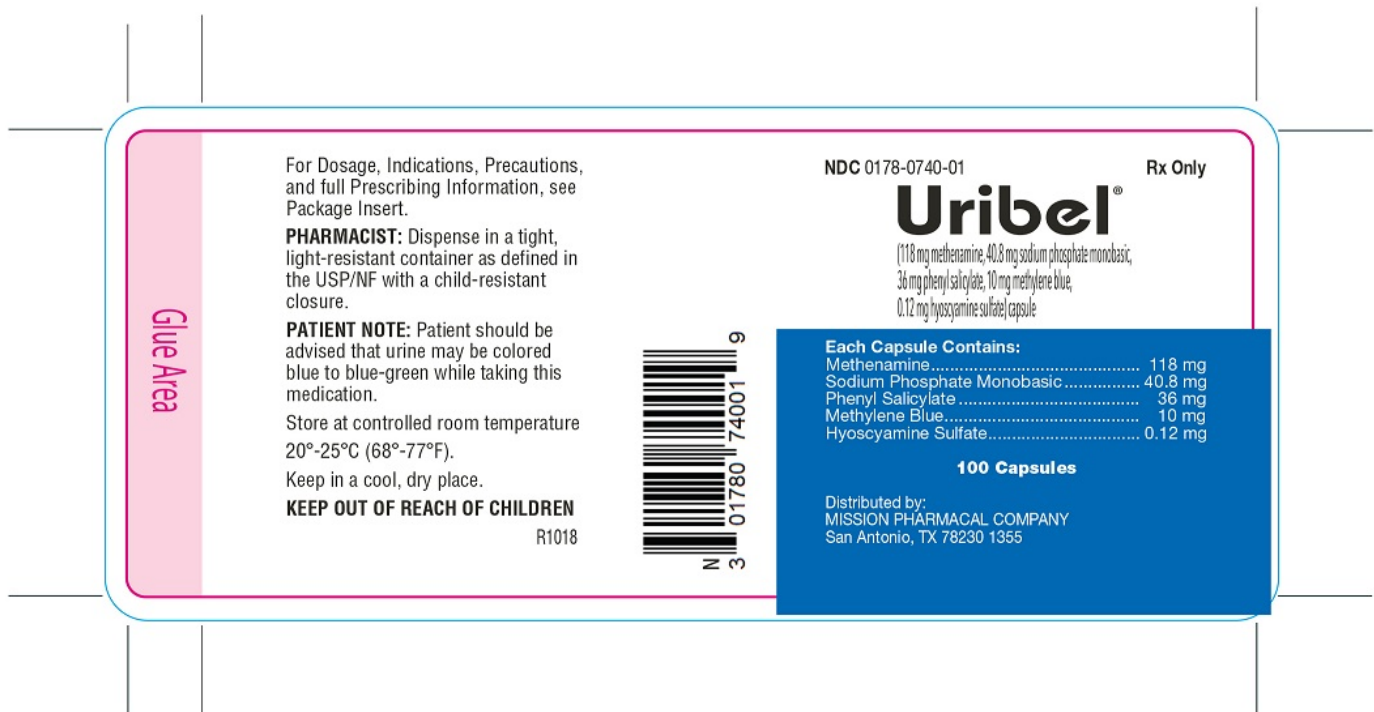 Glue Area
For Dosage, Indications, Precautions,
and full Prescribing Information, see
Package Insert.
PHARMACIST: Dispense in a tight,
light-resistant container as defined in
the USP/NF with a child-resistant
closure.
PATIENT NOTE: Patient should be
advised that urine may be colored
blue to blue-green while taking this
medication.
Store at controlled room temperature
20°-25°C (68°-77°F).
Keep in a cool, dry place.
KEEP OUT OF REACH OF CHILDREN
R1018
N
3 01780 74001 9
NDC 0178-0740-01 Rx Only
Uribel®
(118 mg methenamine, 40.8 mg sodium phosphate monobasic,
36 mg phenyl salicylate, 10 mg methylene blue,
0.12 mg hyoscyamine sulfate) capsule
Each Capsule Contains:
Methenamine............................................ 118 mg
Sodium Phosphate Monobasic................ 40.8 mg
Phenyl Salicylate...................................... 36 mg
Methylene Blue......................................... 10 mg
Hyoscyamine Sulfate................................ 0.12 mg
100 Capsules
Distributed by:
MISSION PHARMACAL COMPANY
San Antonio, TX 78230 1355